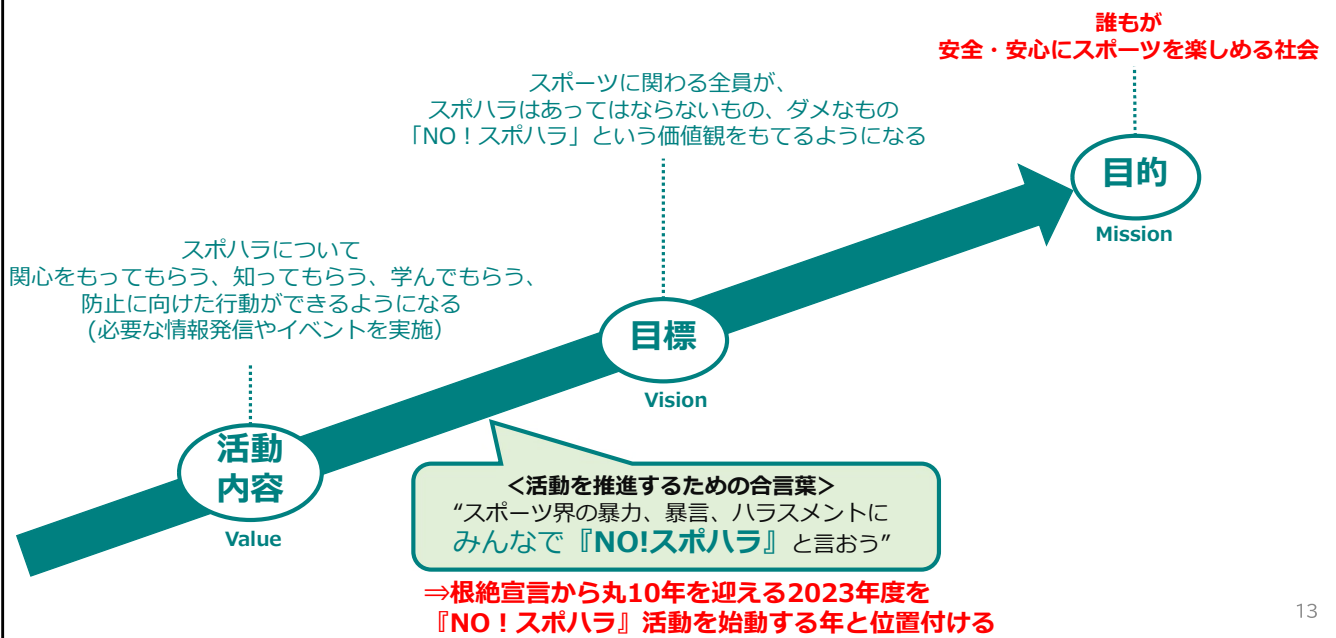 誰もが
安全・安心にスポーツを楽しめる社会
スポーツに関わる全員が、
スポハラはあってはならないもの、ダメなもの
「NO！スポハラ」という価値観をもてるようになる
目的
Mission
スポハラについて
関心をもってもらう、知ってもらう、学んでもらう、
防止に向けた行動ができるようになる
(必要な情報発信やイベントを実施）
目標
Vision
活動
内容
Value
<活動を推進するための合言葉>
“スポーツ界の暴力、暴言、ハラスメントに
みんなで『NO!スポハラ』と言おう”
⇒根絶宣言から丸10年を迎える2023年度を
『NO！スポハラ』活動を始動する年と位置付ける
13